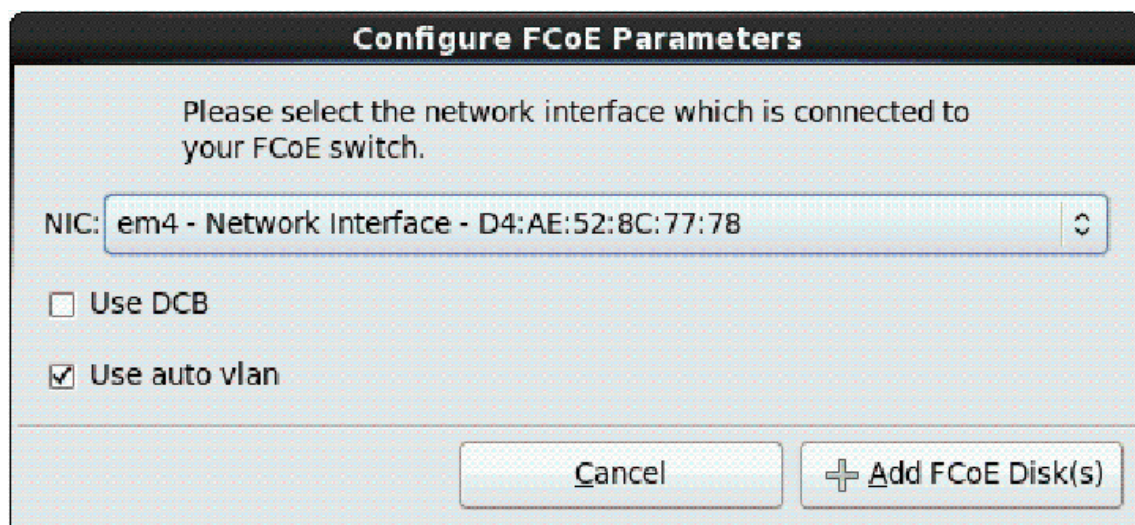 Configure FCoE Parameters
Please select the network interface which is connected to
your FCoE switch.
NIC: em4 - Network Interface - D4:AE:52:8C:77:78
Use DCB
Use auto vlan
Cancel
Add FCoE Disk(s)